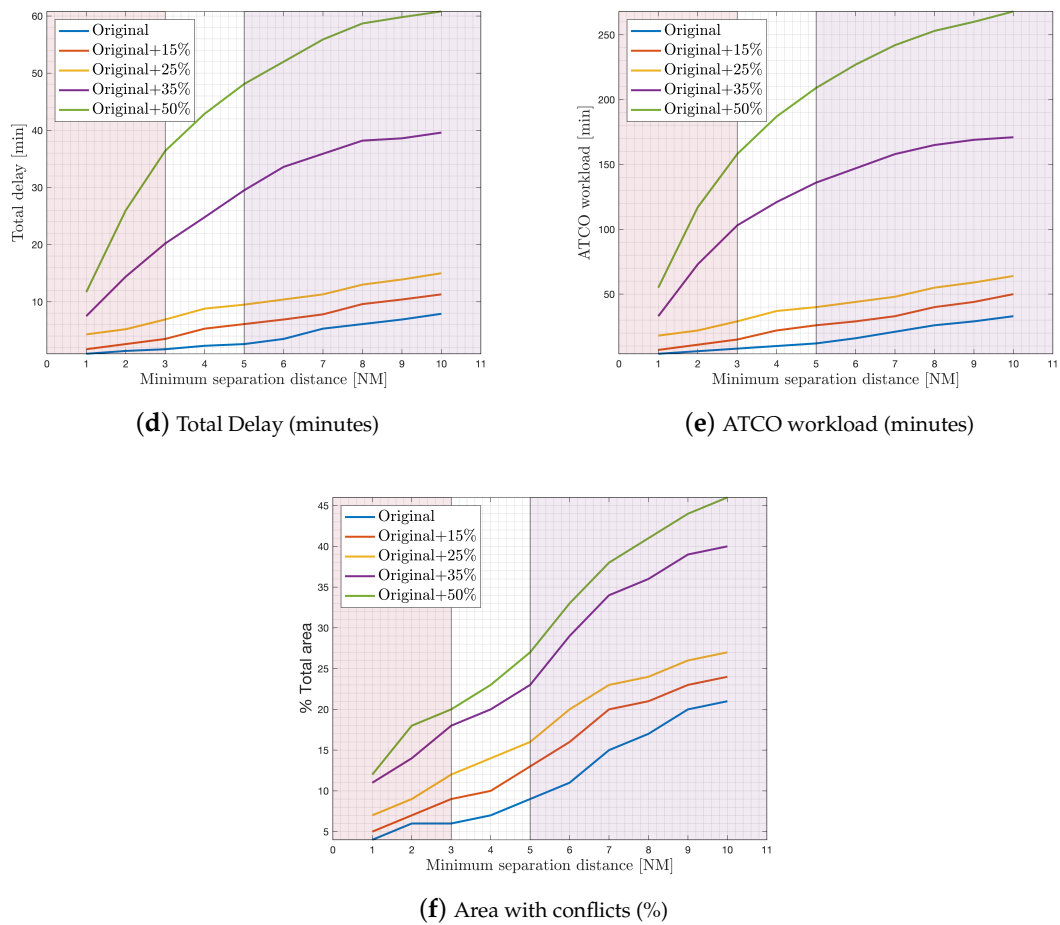 Original
Original+15%
Original+25%
Original+35%
Original+50%
Total delay [min]
60
50
40
30
20
10
0 1 2 3 4 5 6 7 8 9 10 11
Minimum separation distance [NM]
(d) Total Delay (minutes)
Original
Original+15%
Original+25%
Original+35%
Original+50%
ATCO workload [min]
250
200
150
100
50
0 1 2 3 4 5 6 7 8 9 10 11
Minimum separation distance [NM]
(e) ATCO workload (minutes)
Original
Original+15%
Original+25%
Original+35%
Original+50%
% Total area
45
40
35
30
25
20
15
10
5
0 1 2 3 4 5 6 7 8 9 10 11
Minimum separation distance [NM]
(f) Area with conflicts (%)